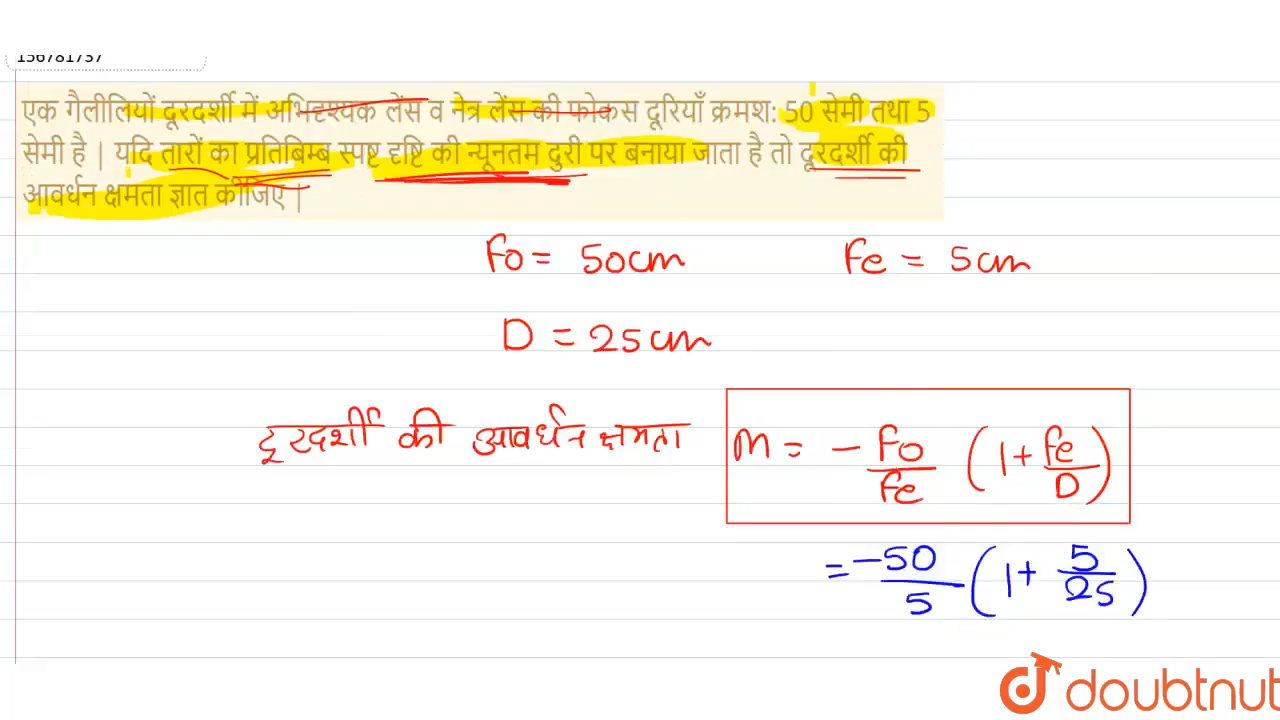 156781737
एक गैलीलियों दूरदर्शी में अभिदृश्यक लेंस व नेत्र लेंस की फोकस दूरियाँ क्रमश: 50 सेमी तथा 5
सेमी है | यदि तारों का प्रतिबिम्ब स्पष्ट दृष्टि की न्यूनतम दुरी पर बनाया जाता है तो दूरदर्शी की
आवर्धन क्षमता ज्ञात कीजिए |
Fo = 50cm Fe = 5cm
D = 25cm
दूरदर्शी की आवर्धन क्षमता m = - Fo/Fe (1 + fe/D)
= -50/5 (1 + 5/25)
doubtnut